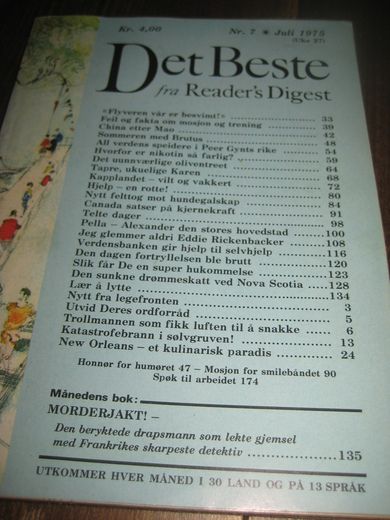 Kr. 4,00
Nr. 7 * Juli 1975
(Uke 27)
Det Beste
fra Reader's Digest
«Flyveren vår er besvimt!» 33
Feil og fakta om mosjon og trening 39
China etter Mao 42
Sommeren med Brutus 48
All verdens speidere i Peer Gynts rike 54
Hvorfor er nikotin så farlig? 59
Det uunnværlige oliventreet 64
Tapre, ukuelige Karen 68
Kapplandet – vilt og vakkert 72
Hjelp – en rotte! 80
Nytt felttog mot hundegalskap 84
Canada satser på kjernekraft 91
Telte dager 98
Pella – Alexander den stores hovedstad 100
Jeg glemmer aldri Eddie Rickenbacker 108
Verdensbanken gir hjelp til selvhjelp 116
Den dagen fortryllelsen ble brutt 120
Slik får De en super hukommelse 123
Den sunkne drømmeskatt ved Nova Scotia 128
Lær å lytte 134
Nytt fra legefronten 3
Utvid Deres ordforråd 5
Trollmannen som fikk luften til å snakke 6
Katastrofebrann i sølvgruven! 13
New Orleans – et kulinarisk paradis 24
Honnør for humøret 47 – Mosjon for smilebåndet 90
Spøk til arbeidet 174
Månedens bok:
MORDERJAKT! –
Den beryktede drapsmann som lekte gjemsel
med Frankrikes skarpeste detektiv 135
UTKOMMER HVER MÅNED I 30 LAND OG PÅ 13 SPRÅK